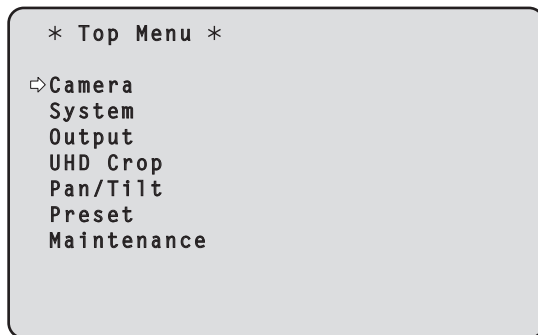 * Top Menu *
⇨Camera
System
Output
UHD Crop
Pan/Tilt
Preset
Maintenance